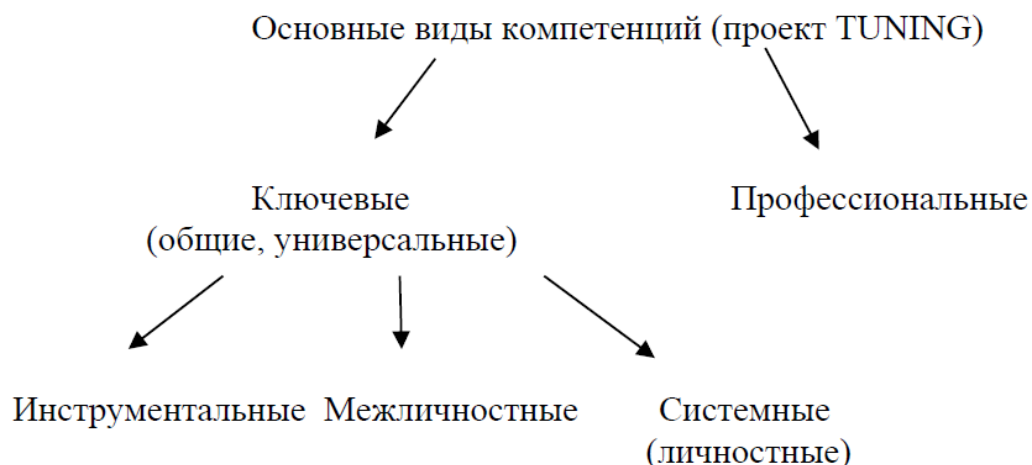 Основные виды компетенций (проект TUNING)
Ключевые
(общие, универсальные)
Профессиональные
Инструментальные
Межличностные
Системные
(личностные)